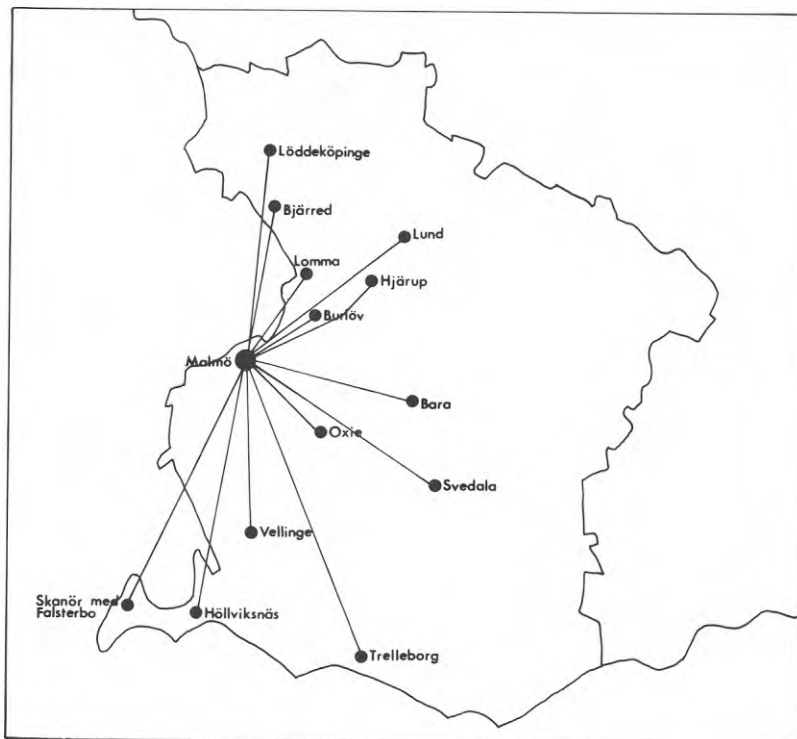 Löddeköpinge
Bjärred
Lund
Lomma
Hjärup
Burlöv
Malmö
Bara
Oxie
Svedala
Vellinge
Skanör med
Falsterbo
Höllviksnäs
Trelleborg